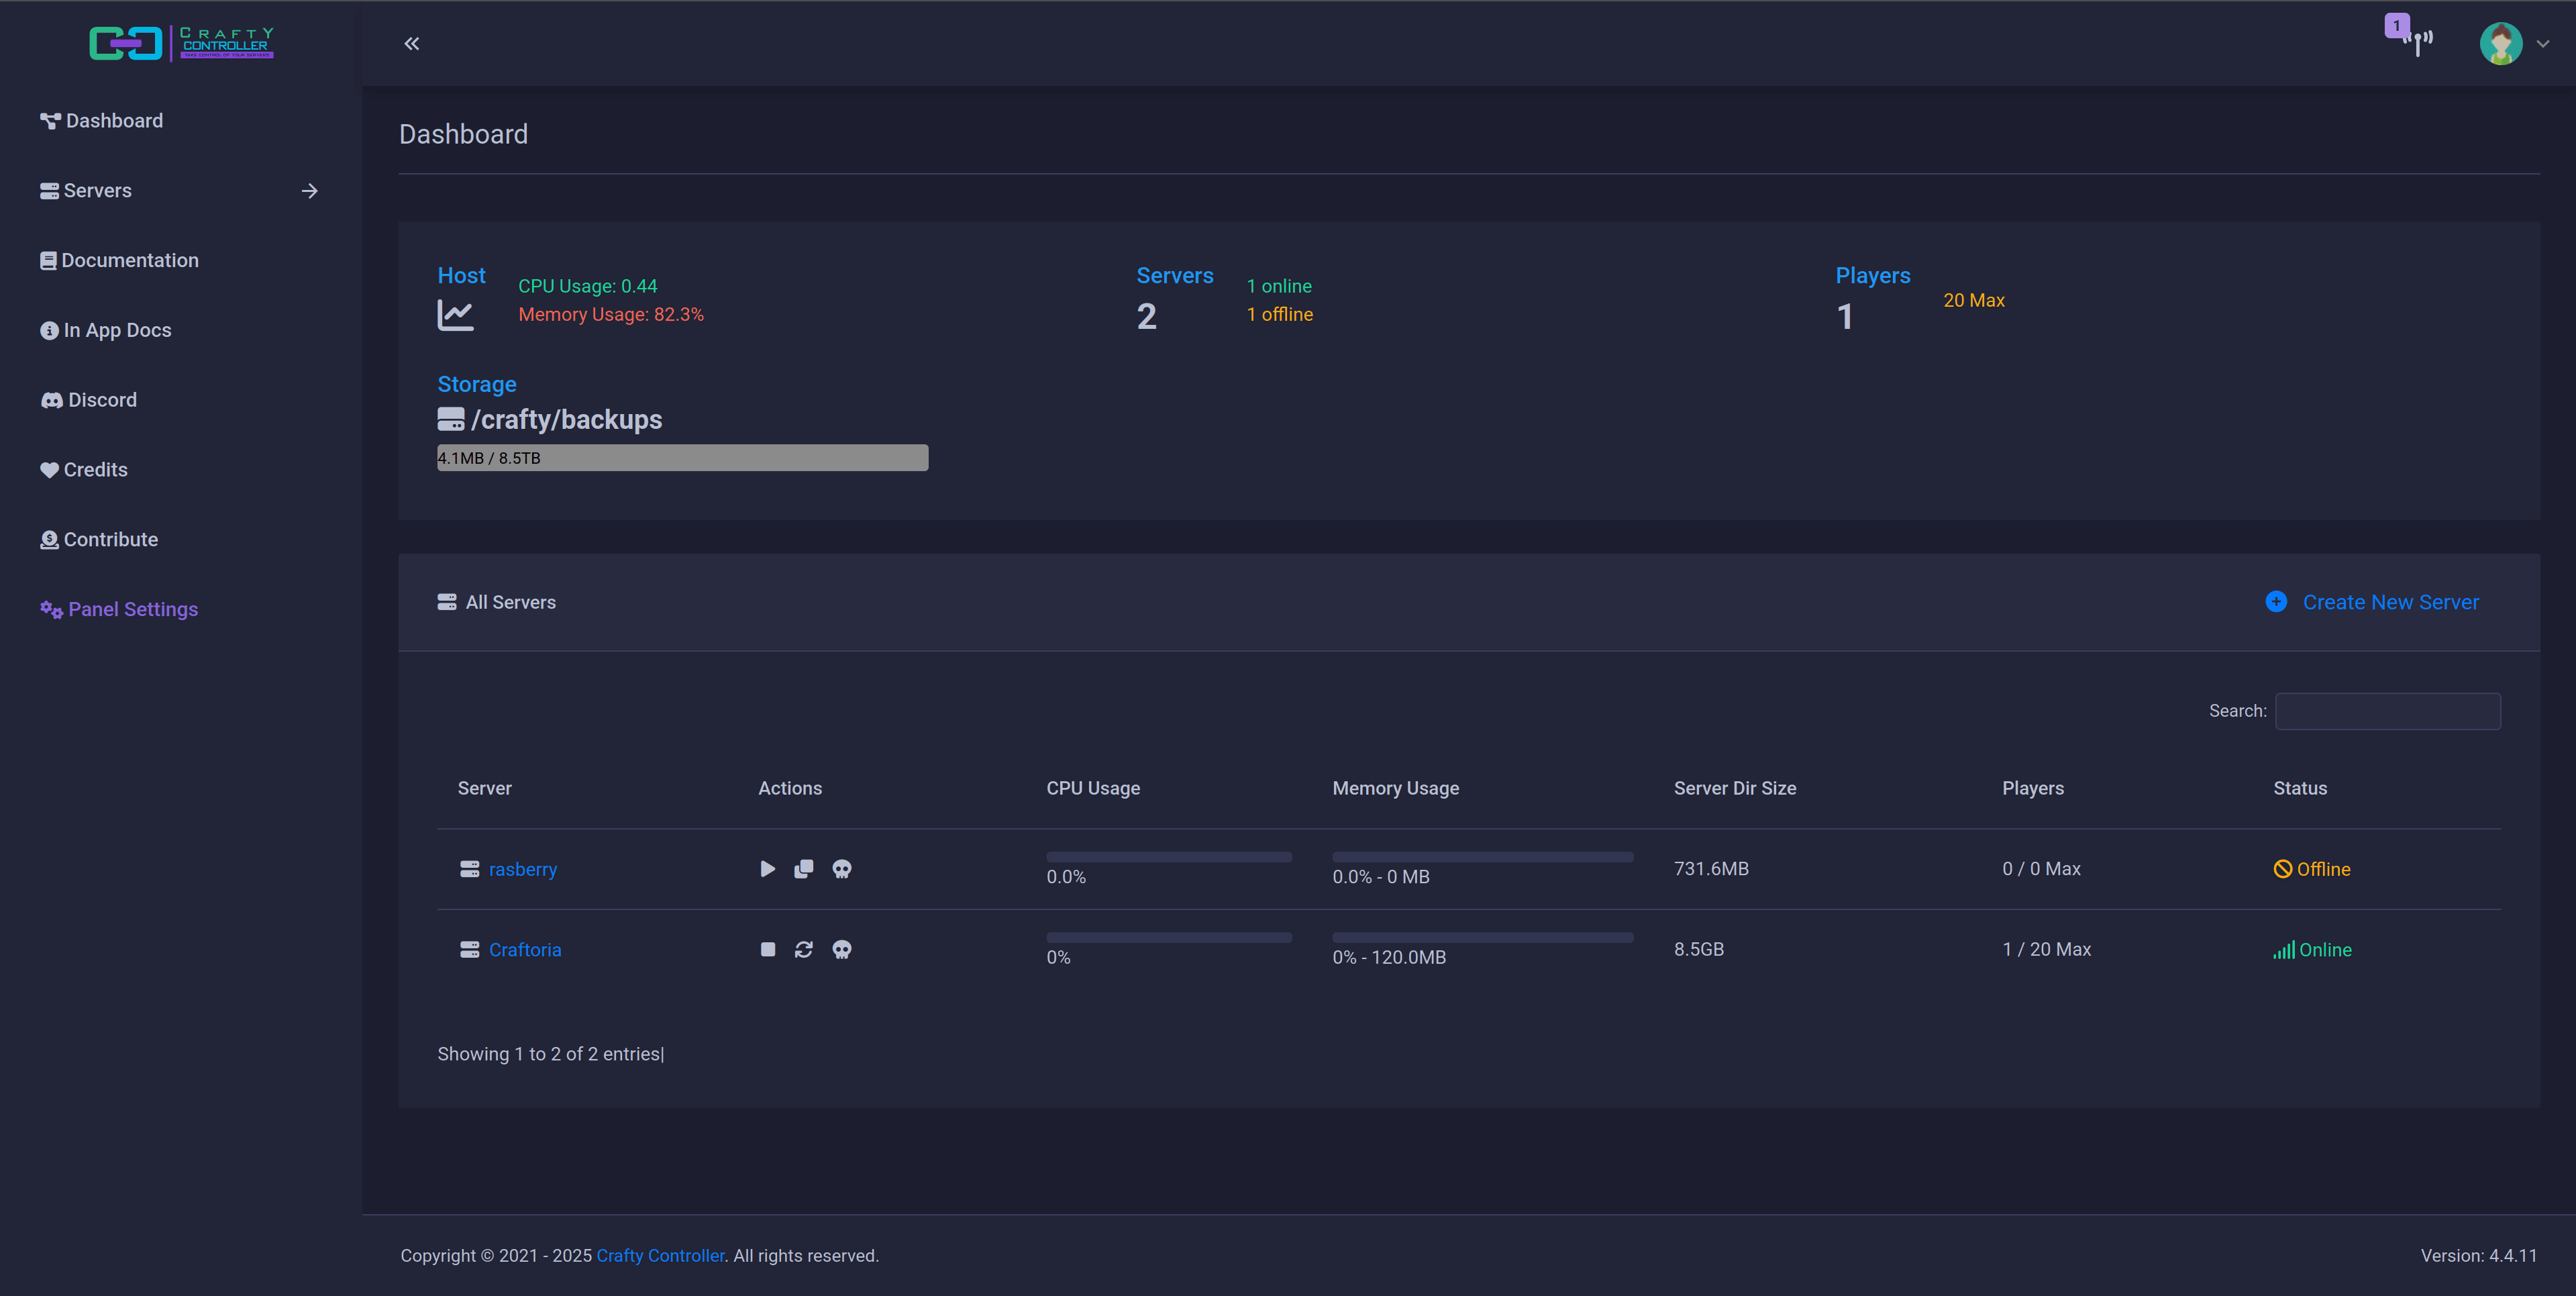 CRAFTY
CONTROLLER
1
Dashboard
Servers
Documentation
In App Docs
Discord
Credits
Contribute
Panel Settings
Dashboard
Host
CPU Usage: 0.44
Memory Usage: 82.3%
Servers
2
1 online
1 offline
Players
1
20 Max
Storage
/crafty/backups
4.1MB / 8.5TB
All Servers
Create New Server
Search:
Server Actions CPU Usage Memory Usage Server Dir Size Players Status
rasberry 0.0% 0.0% - 0 MB 731.6MB 0 / 0 Max Offline
Craftoria 0% 0% - 120.0MB 8.5GB 1 / 20 Max Online
Showing 1 to 2 of 2 entries|
Copyright © 2021 - 2025 Crafty Controller. All rights reserved.
Version: 4.4.11